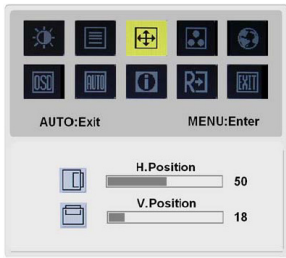 OSD AUTO i R EXIT
AUTO:Exit MENU:Enter
H.Position
50
V.Position
18